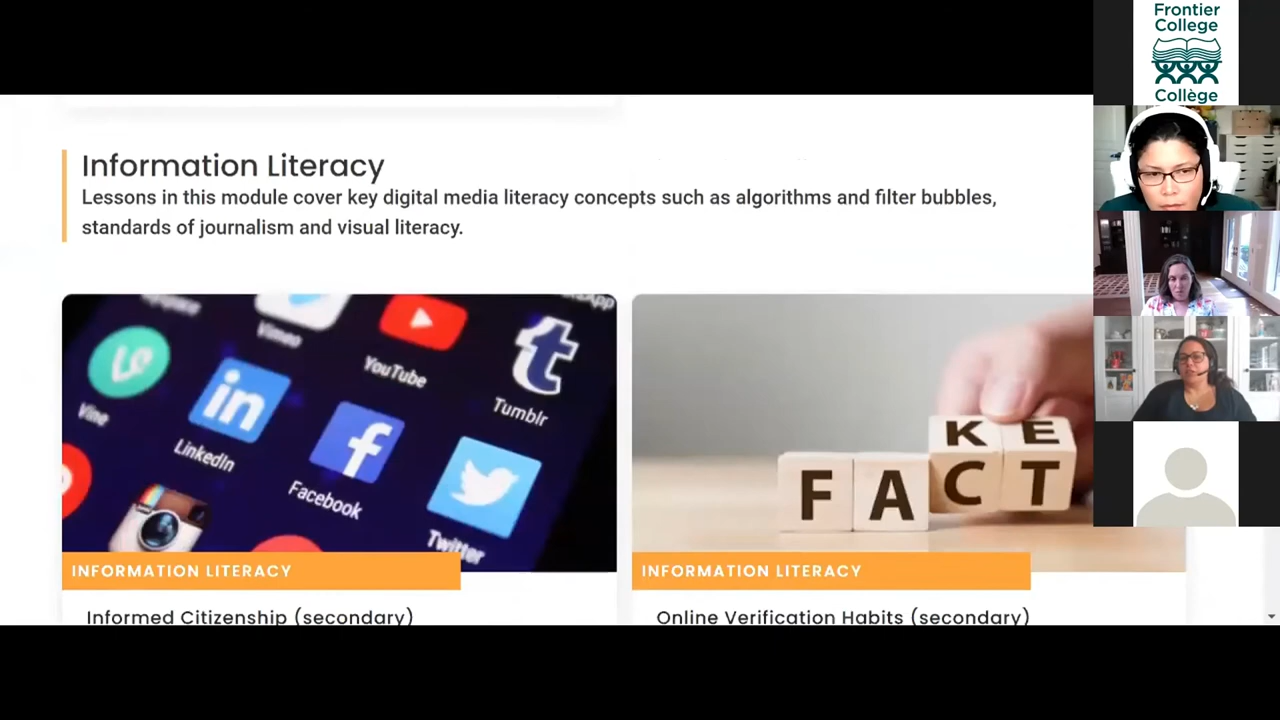 Frontier
College
Collège
Information Literacy
Lessons in this module cover key digital media literacy concepts such as algorithms and filter bubbles,
standards of journalism and visual literacy.
Vimeo
YouTube
Tumblr
Vine
LinkedIn
Facebook
Twitter
KE
FACT
INFORMATION LITERACY
INFORMATION LITERACY
Informed Citizenship (secondary)
Online Verification Habits (secondary)